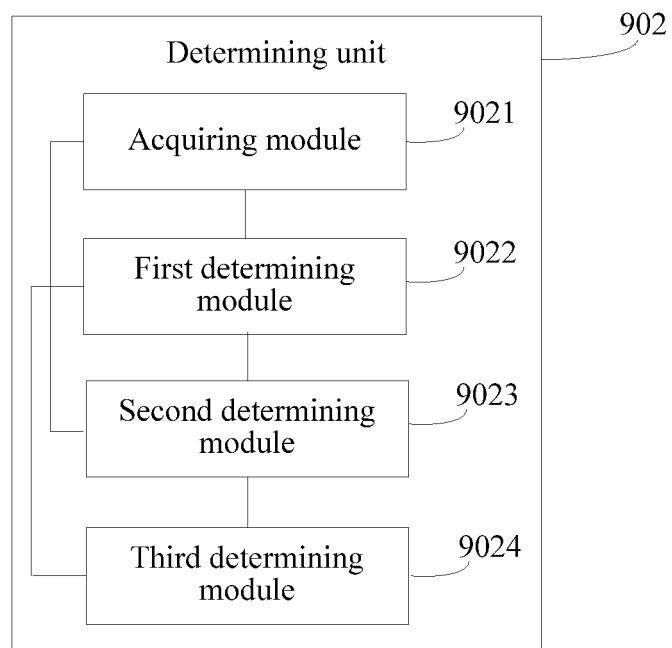 902
Determining unit
Acquiring module
9021
First determining
module
9022
Second determining
module
9023
Third determining
module
9024